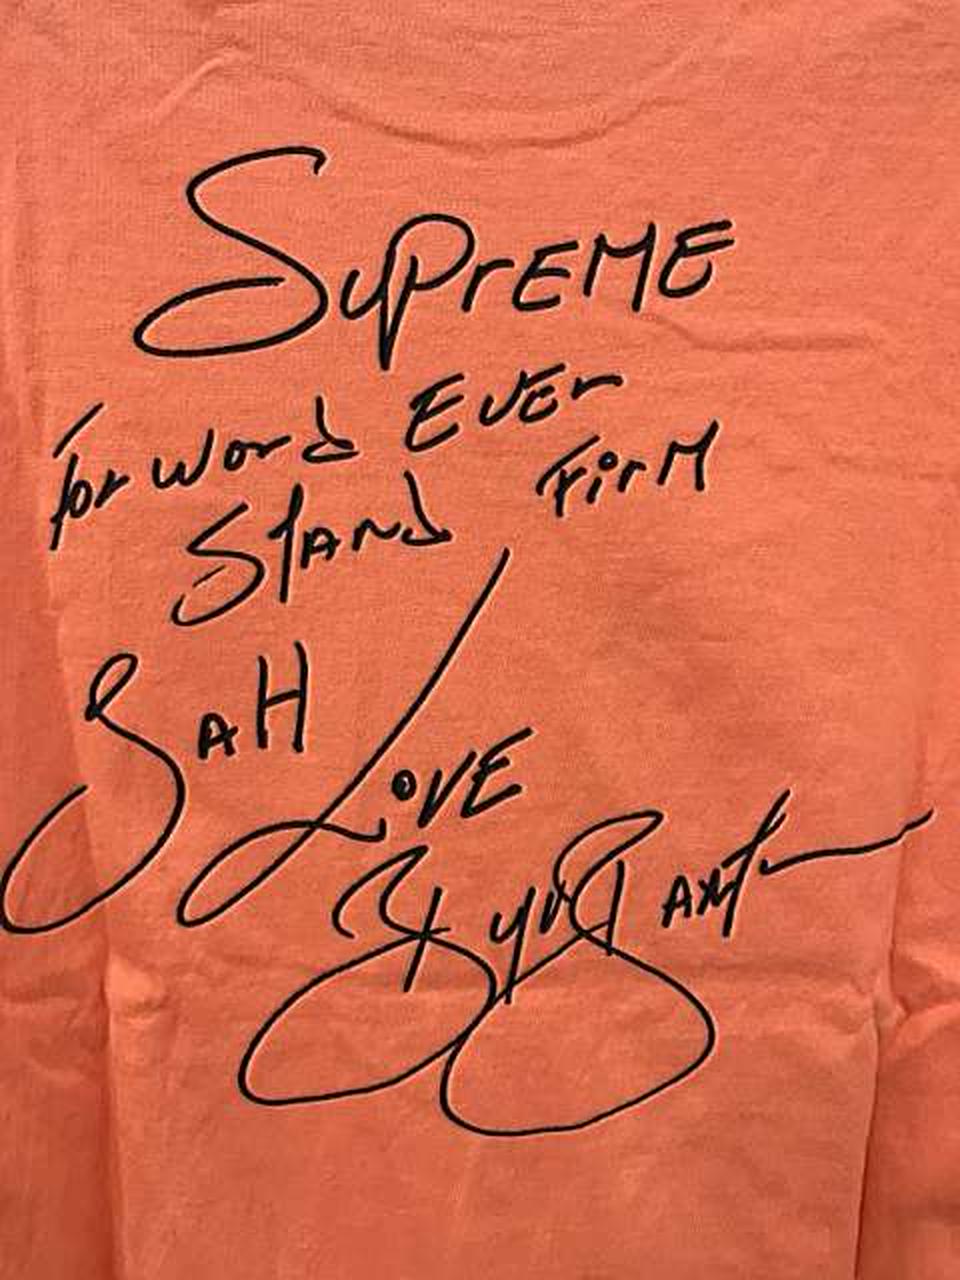 SuprEME
ForWord EVEr
StanD FirM
SaH
LoVE